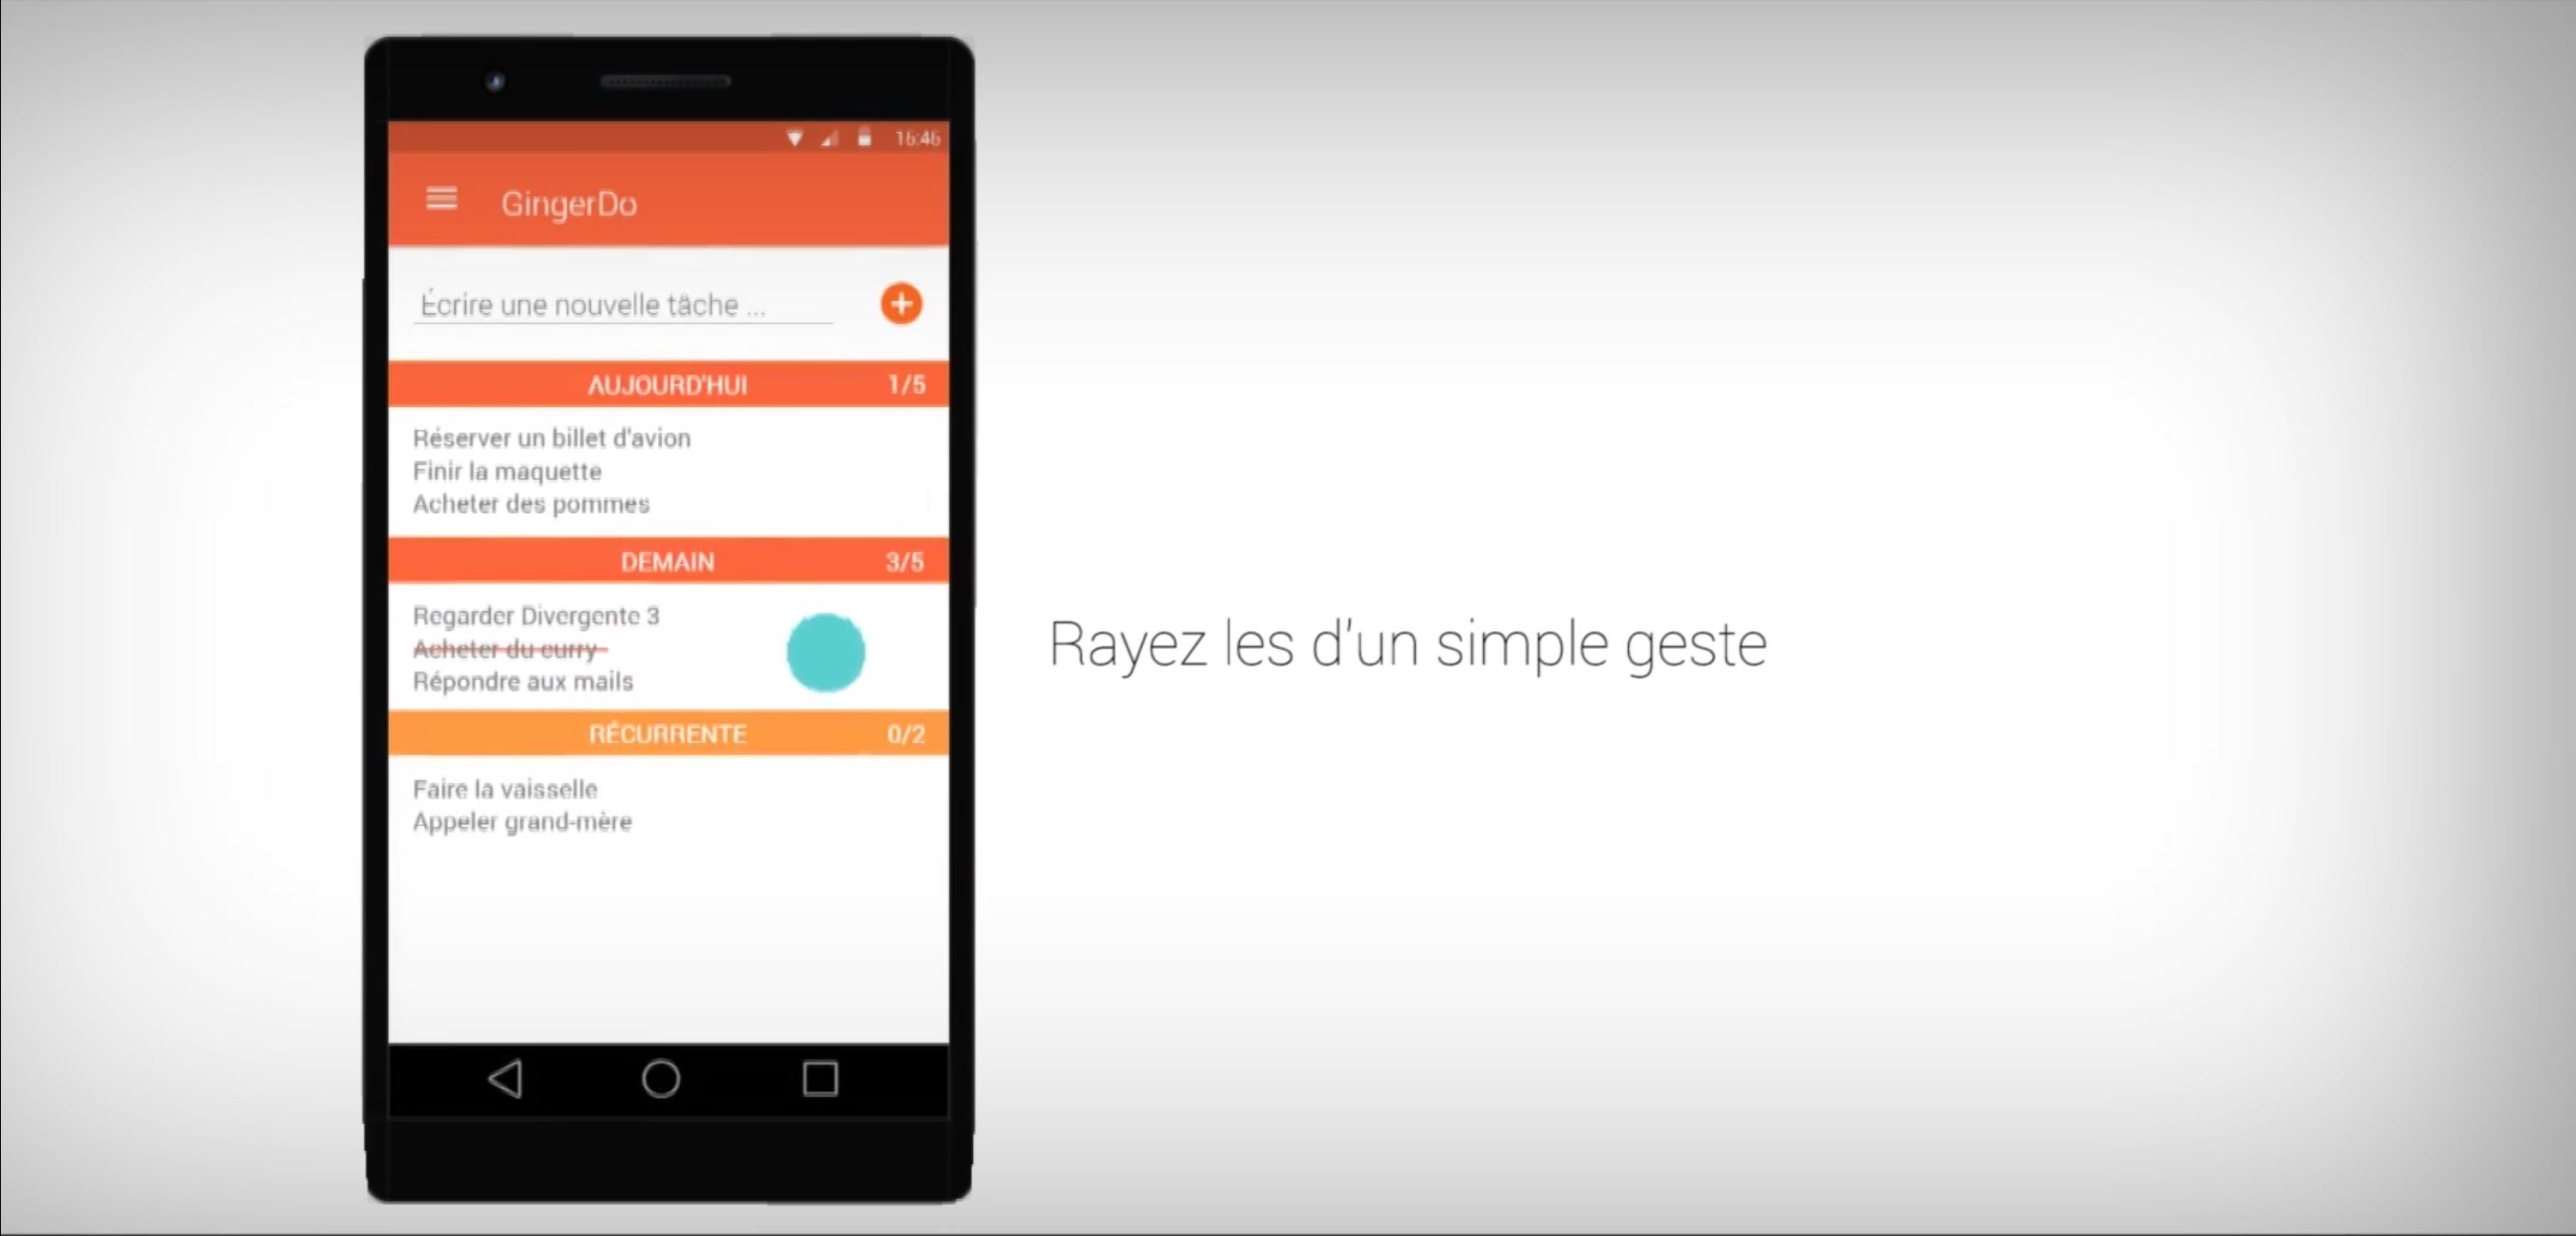 15:45
GingerDo
Écrire une nouvelle tâche ...
AUJOURD'HUI 1/5
Réserver un billet d'avion
Finir la maquette
Acheter des pommes
DEMAIN 3/5
Regarder Divergente 3
Acheter du curry
Répondre aux mails
RÉCURRENTE 0/2
Faire la vaisselle
Appeler grand-mère
Rayez les d'un simple geste